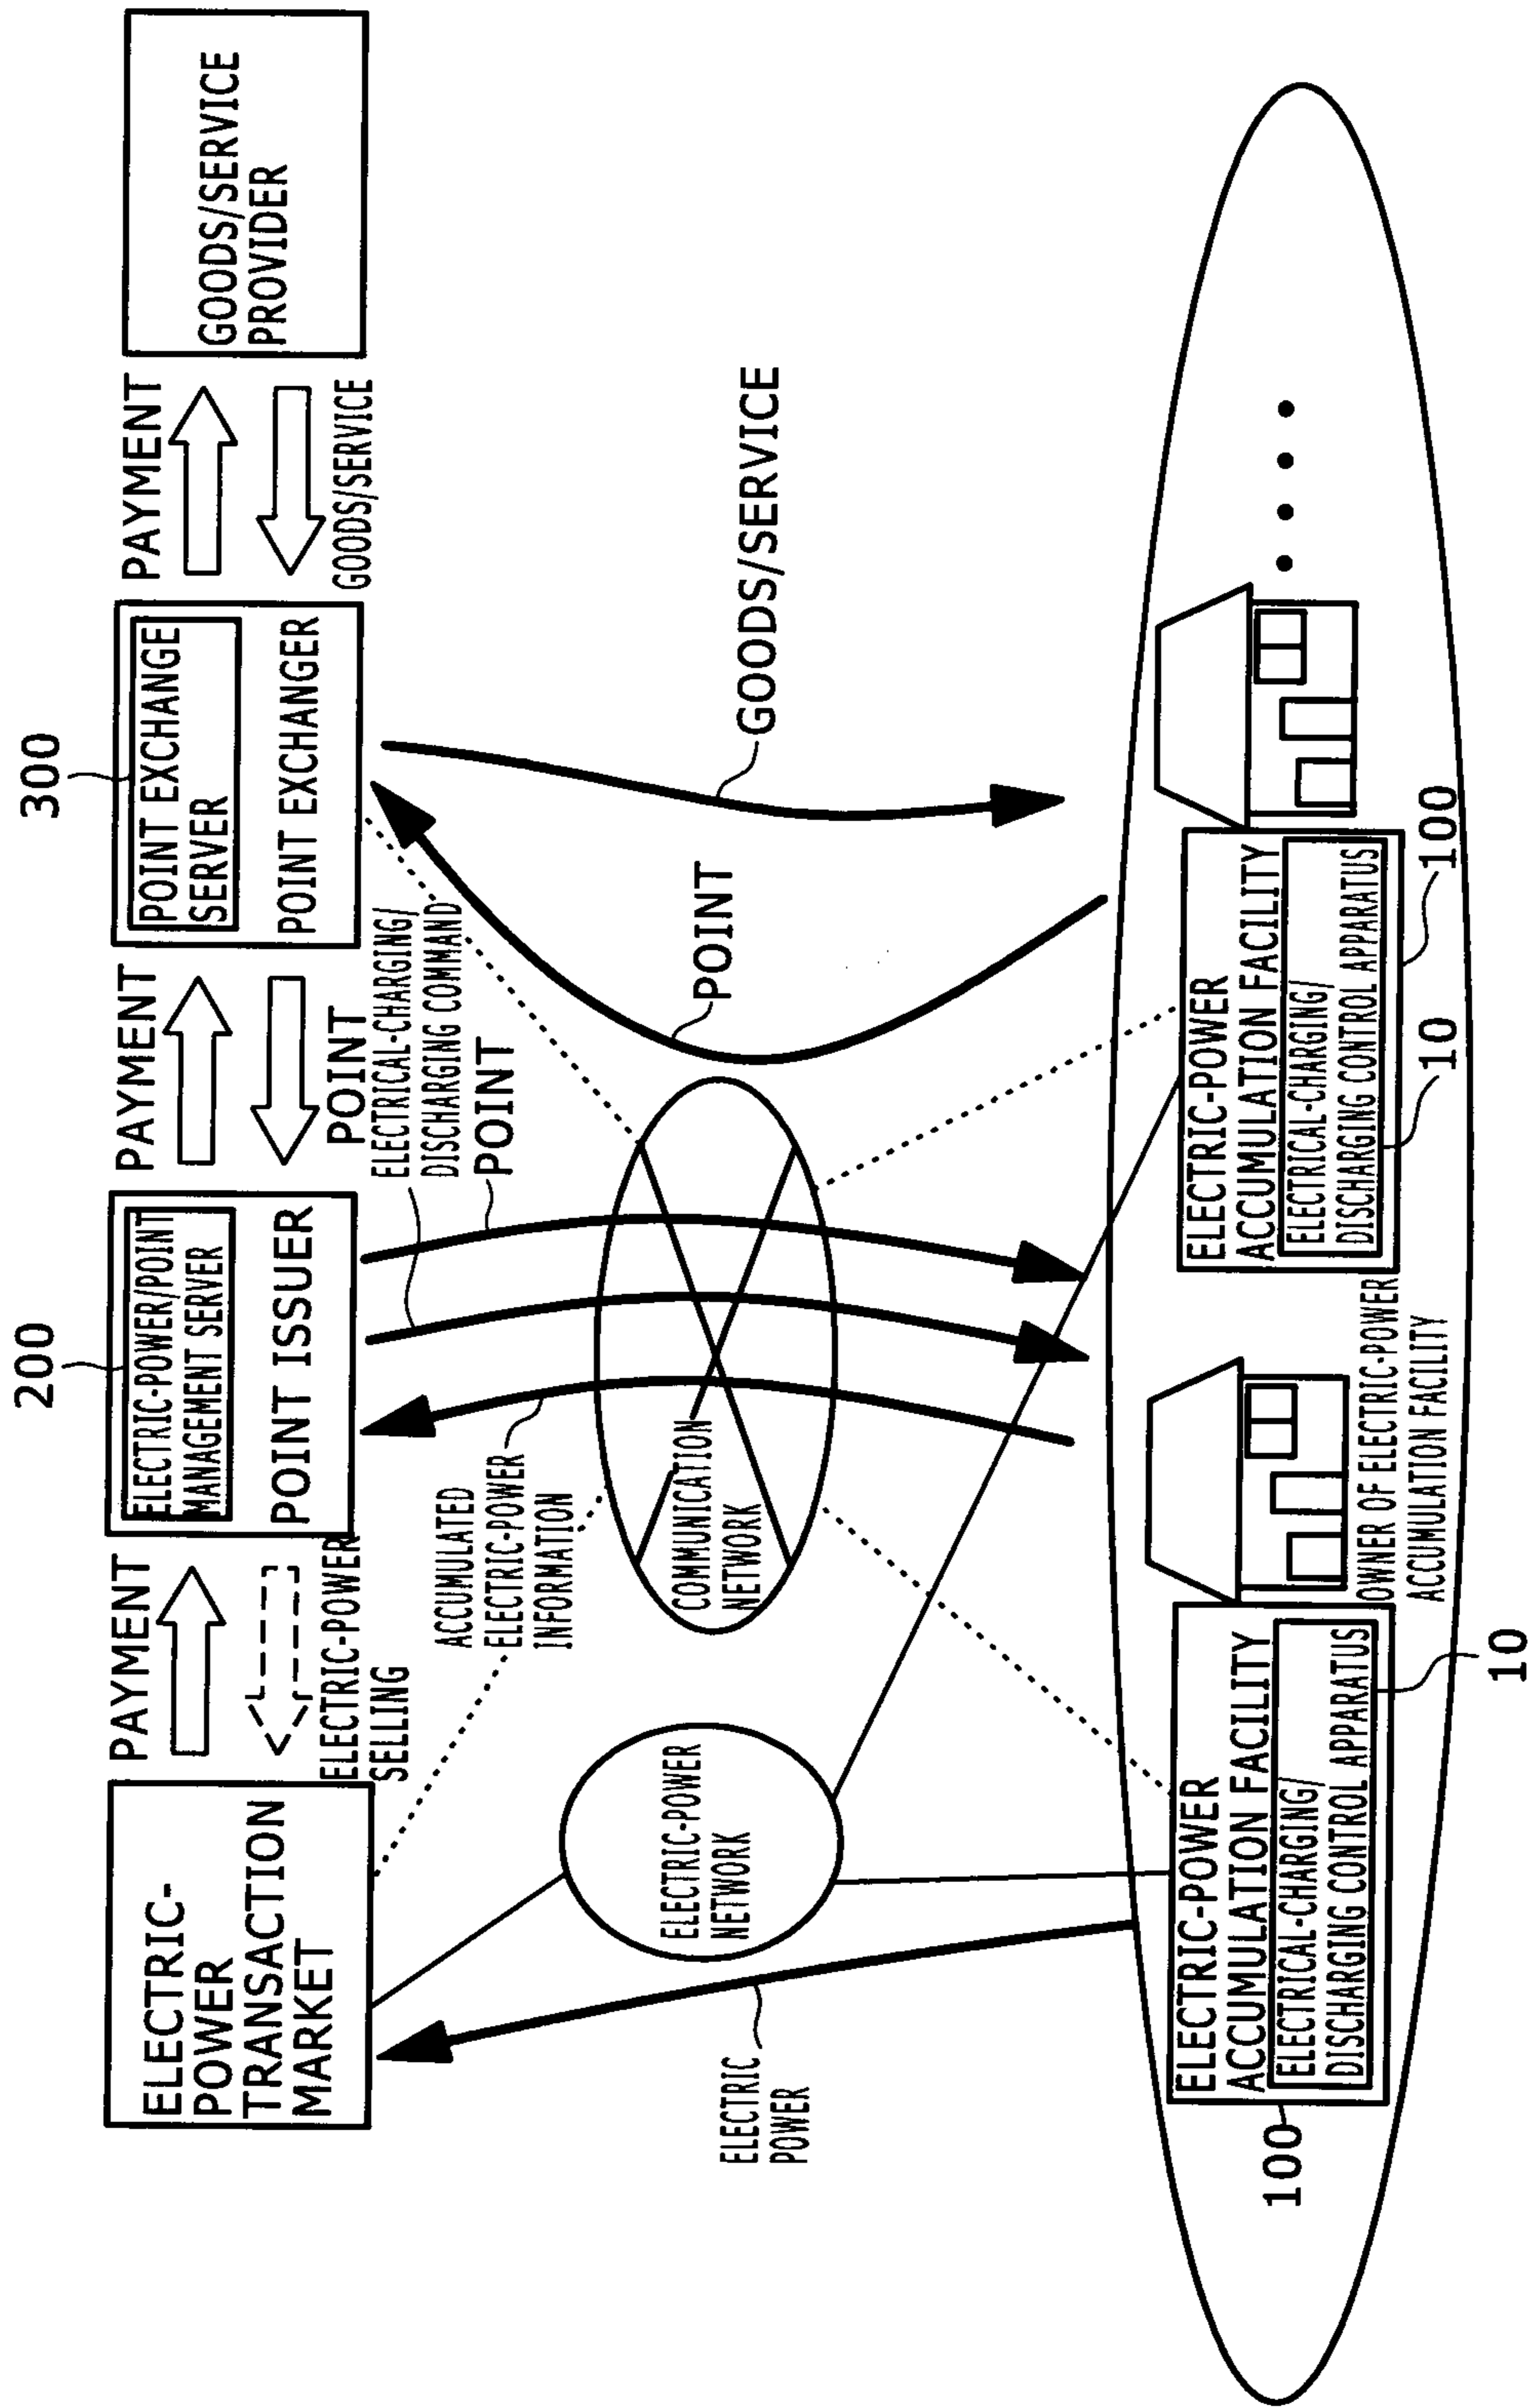 ELECTRIC-
POWER
TRANSACTION
MARKET
PAYMENT
ELECTRIC-POWER
SELLING
200
ELECTRIC-POWER/POINT
MANAGEMENT SERVER
POINT ISSUER
PAYMENT
POINT
300
POINT EXCHANGE
SERVER
POINT EXCHANGER
PAYMENT
GOODS/SERVICE
GOODS/SERVICE
PROVIDER
ELECTRIC
POWER
ELECTRIC-POWER
NETWORK
ACCUMULATED
ELECTRIC-POWER
INFORMATION
COMMUNICATION
NETWORK
ELECTRICAL-CHARGING/
DISCHARGING COMMAND
POINT
POINT
GOODS/SERVICE
100
ELECTRIC-POWER
ACCUMULATION FACILITY
ELECTRICAL-CHARGING/
DISCHARGING CONTROL APPARATUS
10
OWNER OF ELECTRIC-POWER
ACCUMULATION FACILITY
ELECTRIC-POWER
ACCUMULATION FACILITY
ELECTRICAL-CHARGING/
DISCHARGING CONTROL APPARATUS
10
100